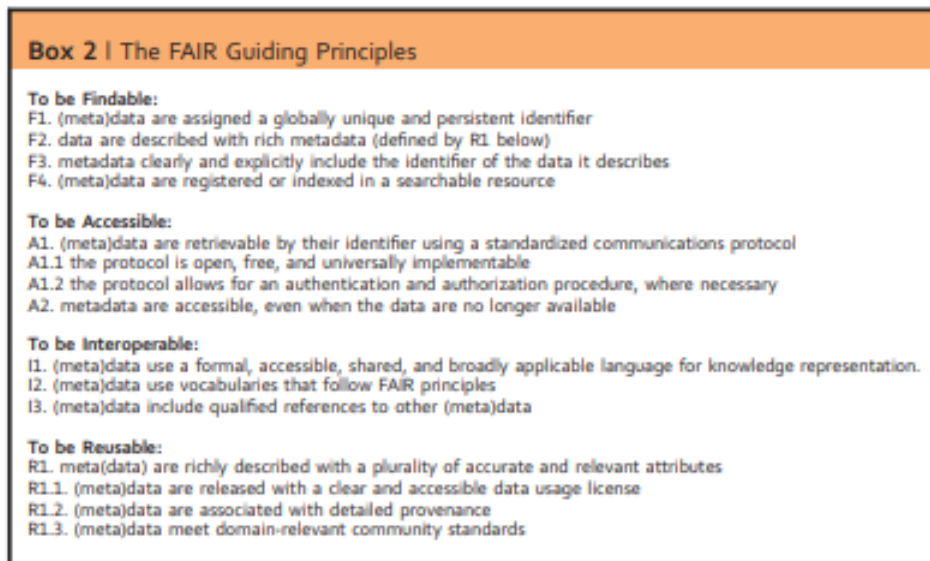 Box 2 | The FAIR Guiding Principles
To be Findable:
F1. (meta)data are assigned a globally unique and persistent identifier
F2. data are described with rich metadata (defined by R1 below)
F3. metadata clearly and explicitly include the identifier of the data it describes
F4. (meta)data are registered or indexed in a searchable resource
To be Accessible:
A1. (meta)data are retrievable by their identifier using a standardized communications protocol
A1.1 the protocol is open, free, and universally implementable
A1.2 the protocol allows for an authentication and authorization procedure, where necessary
A2. metadata are accessible, even when the data are no longer available
To be Interoperable:
I1. (meta)data use a formal, accessible, shared, and broadly applicable language for knowledge representation.
I2. (meta)data use vocabularies that follow FAIR principles
I3. (meta)data include qualified references to other (meta)data
To be Reusable:
R1. meta(data) are richly described with a plurality of accurate and relevant attributes
R1.1. (meta)data are released with a clear and accessible data usage license
R1.2. (meta)data are associated with detailed provenance
R1.3. (meta)data meet domain-relevant community standards